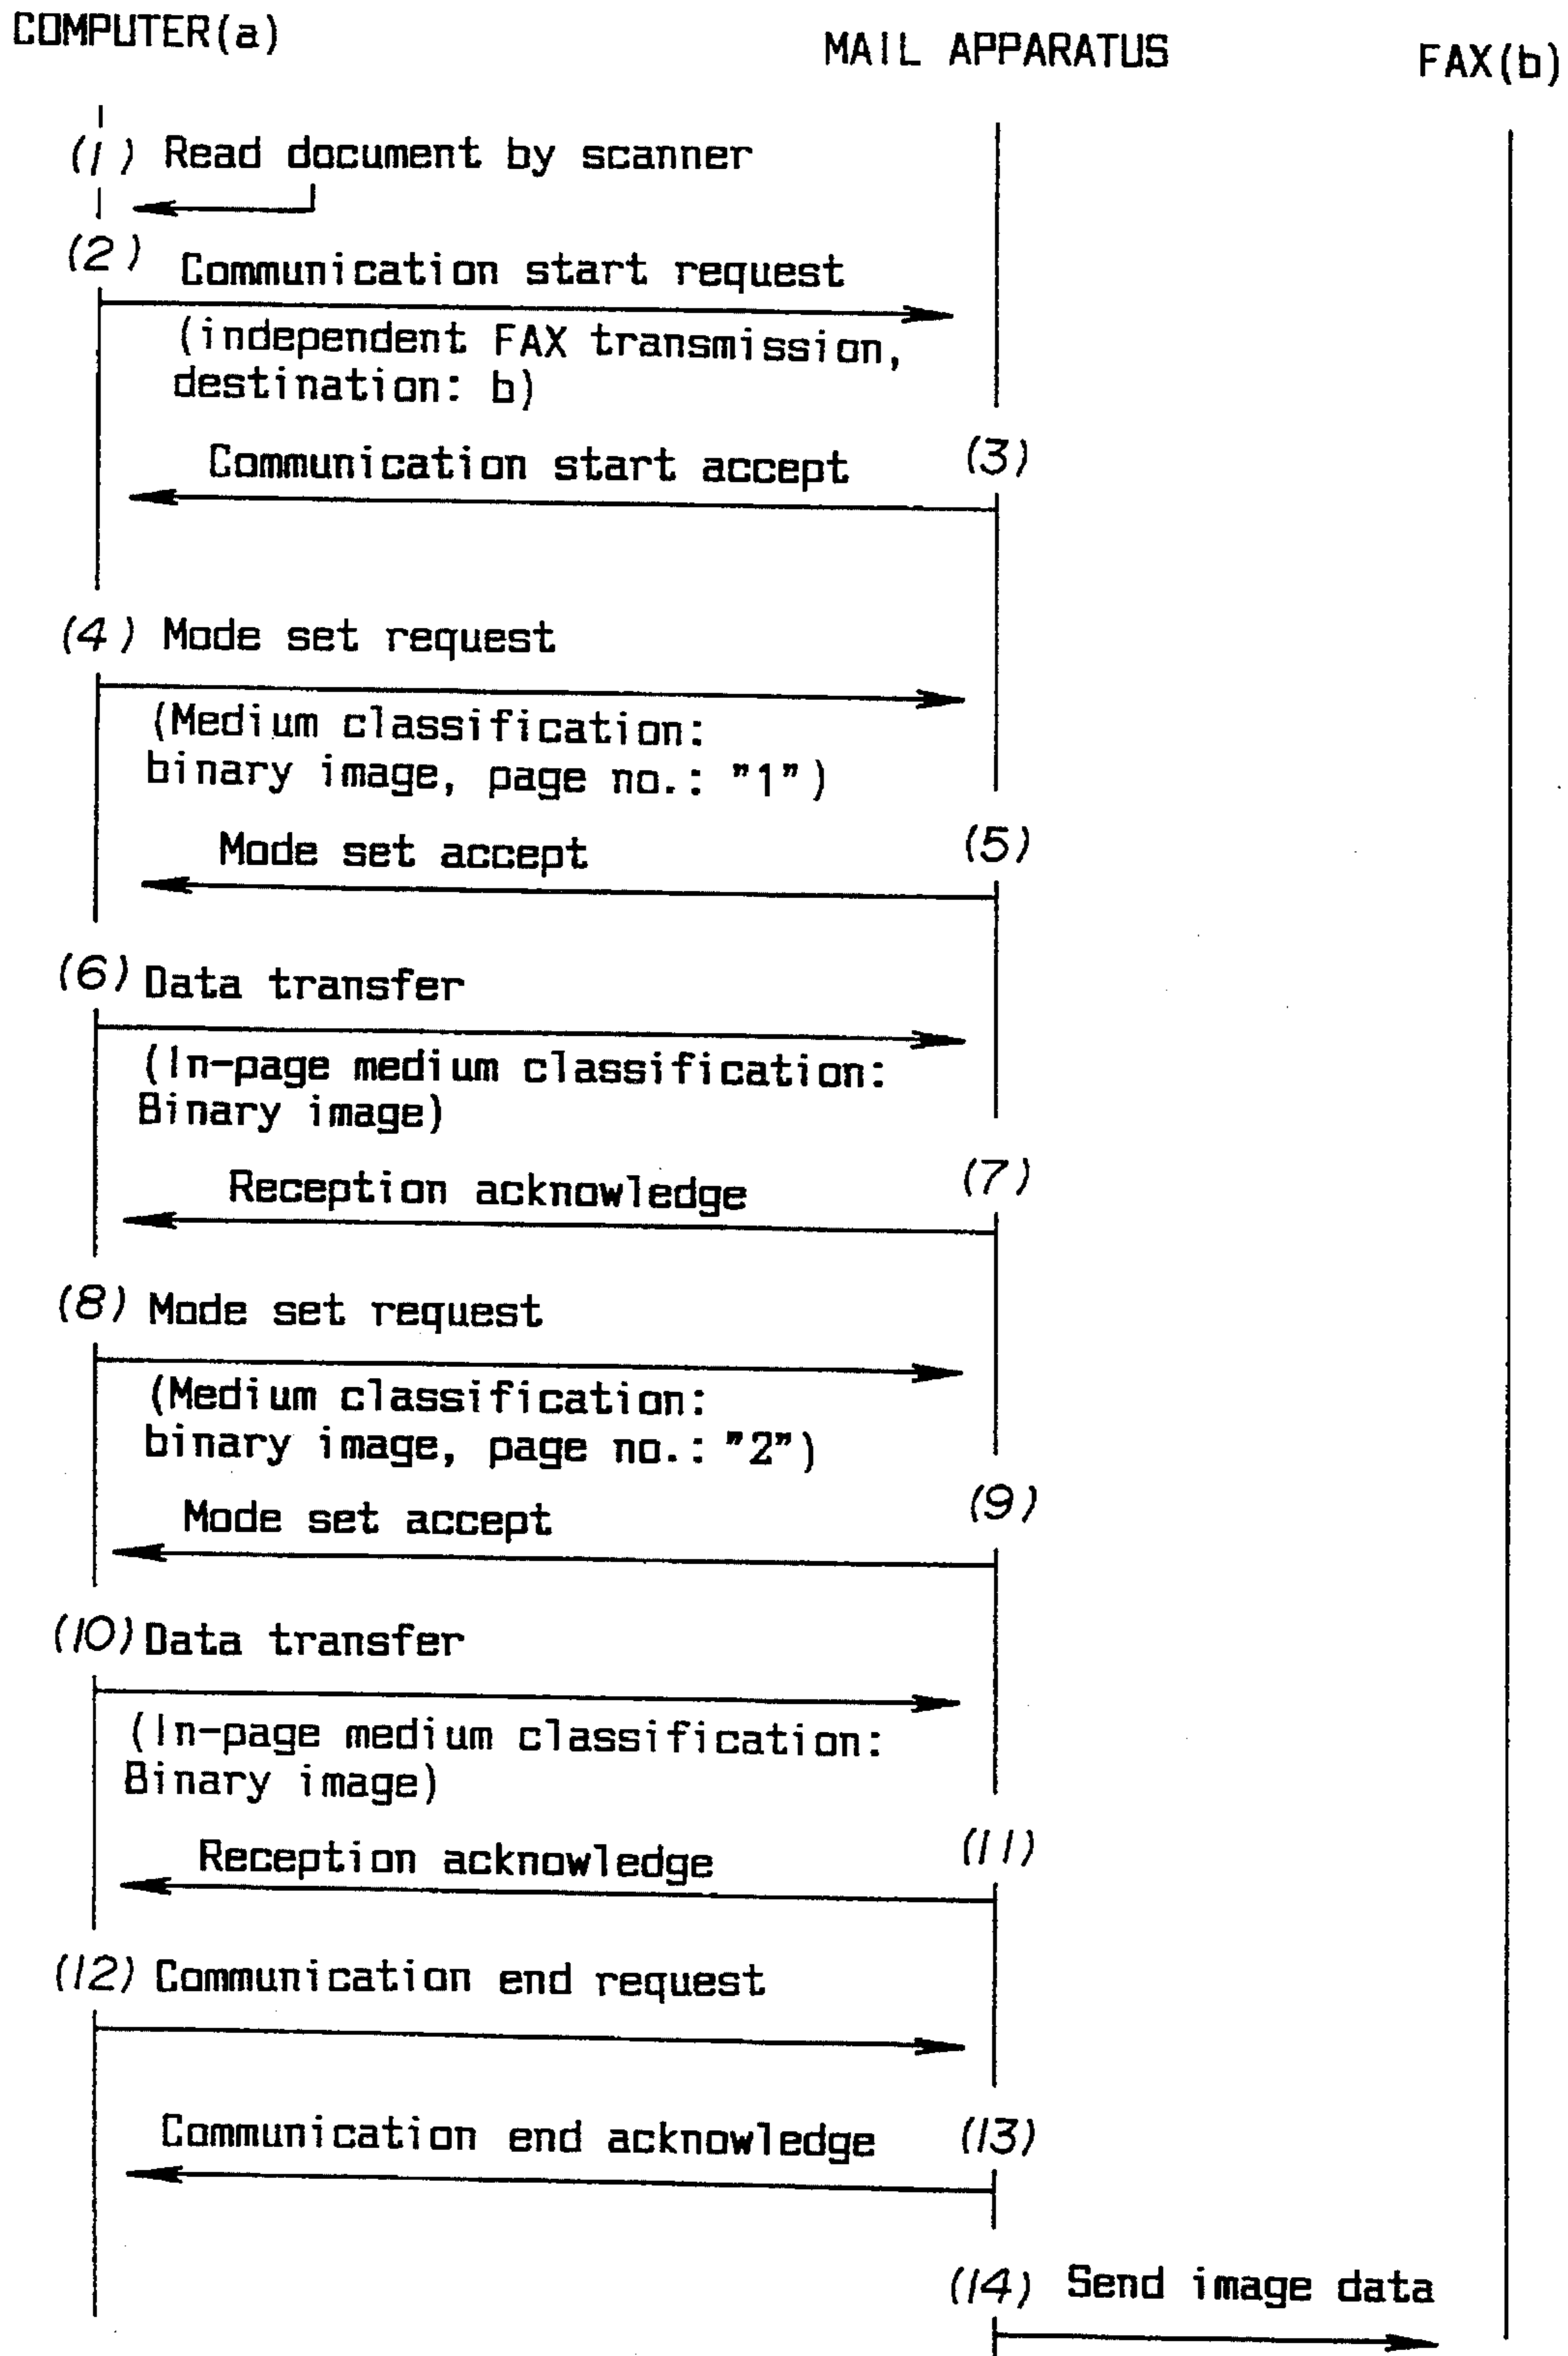 COMPUTER(a)
MAIL APPARATUS
FAX(b)
(1) Read document by scanner
(2) Communication start request
(independent FAX transmission,
destination: b)
Communication start accept (3)
(4) Mode set request
(Medium classification:
binary image, page no.: "1")
Mode set accept (5)
(6) Data transfer
(In-page medium classification:
Binary image)
Reception acknowledge (7)
(8) Mode set request
(Medium classification:
binary image, page no.: "2")
Mode set accept (9)
(10) Data transfer
(In-page medium classification:
Binary image)
Reception acknowledge (11)
(12) Communication end request
Communication end acknowledge (13)
(14) Send image data